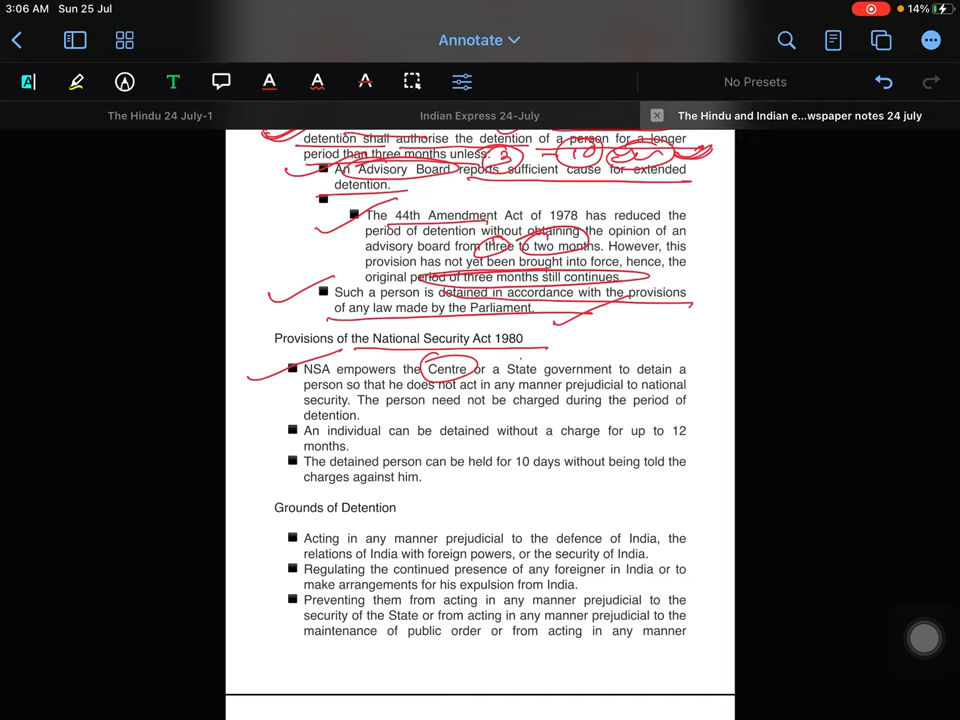 3:06 AM Sun 25 Jul
14%
Annotate
T
No Presets
The Hindu 24 July-1
Indian Express 24-July
The Hindu and Indian e...wspaper notes 24 july
detention shall authorise the detention of a person for a longer
period than three months unless:
3 - 10
An Advisory Board reports sufficient cause for extended
detention.
The 44th Amendment Act of 1978 has reduced the
period of detention without obtaining the opinion of an
advisory board from three to two months. However, this
provision has not yet been brought into force, hence, the
original period of three months still continues.
Such a person is detained in accordance with the provisions
of any law made by the Parliament.
Provisions of the National Security Act 1980
NSA empowers the Centre or a State government to detain a
person so that he does not act in any manner prejudicial to national
security. The person need not be charged during the period of
detention.
An individual can be detained without a charge for up to 12
months.
The detained person can be held for 10 days without being told the
charges against him.
Grounds of Detention
Acting in any manner prejudicial to the defence of India, the
relations of India with foreign powers, or the security of India.
Regulating the continued presence of any foreigner in India or to
make arrangements for his expulsion from India.
Preventing them from acting in any manner prejudicial to the
security of the State or from acting in any manner prejudicial to the
maintenance of public order or from acting in any manner